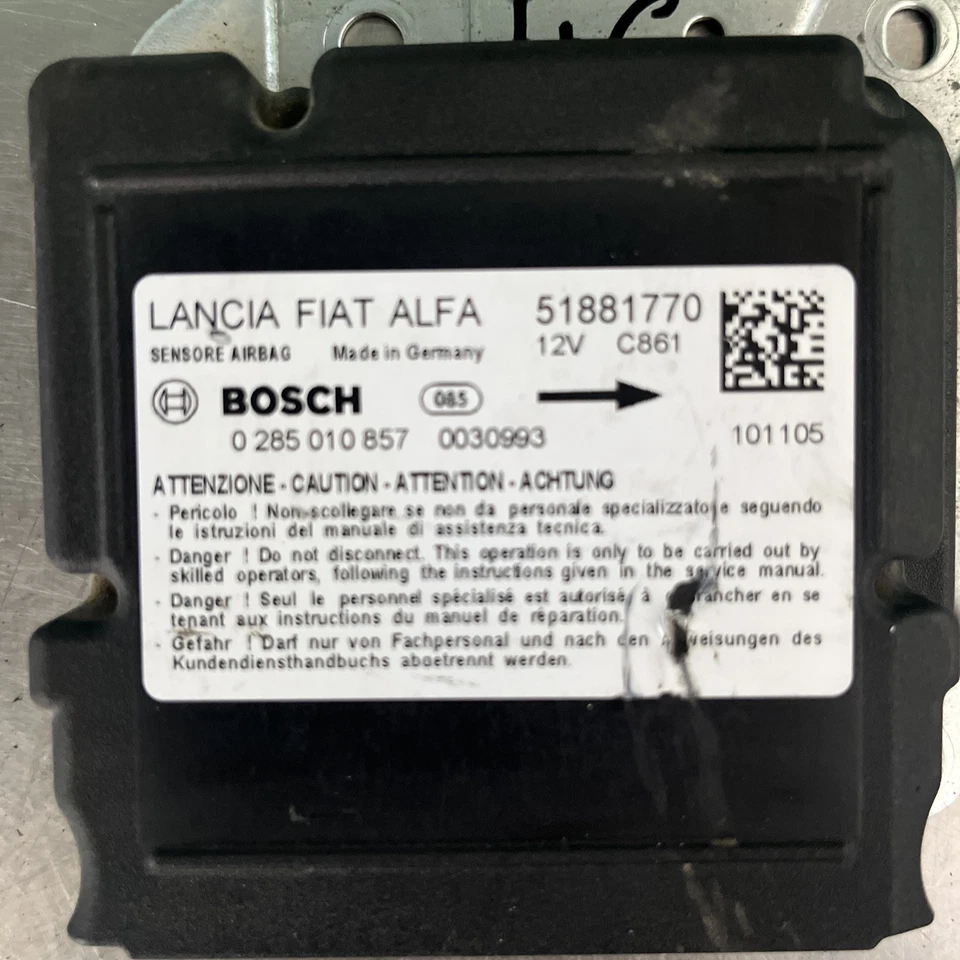 LANCIA FIAT ALFA 51881770
SENSORE AIRBAG Made in Germany 12V C861
BOSCH 085
0 285 010 857 0030993 101105
ATTENZIONE - CAUTION - ATTENTION - ACHTUNG
- Pericolo ! Non scollegare se non da personale specializzato e seguendo
le istruzioni del manuale di assistenza tecnica.
- Danger ! Do not disconnect. This operation is only to be carried out by
skilled operators, following the instructions given in the service manual.
- Danger ! Seul le personnel spécialisé est autorisé à
tenant aux instructions du manuel de réparation.
- Gefahr ! Darf nur von Fachpersonal und nach den
Kundendiensthandbuchs abgetrennt werden.